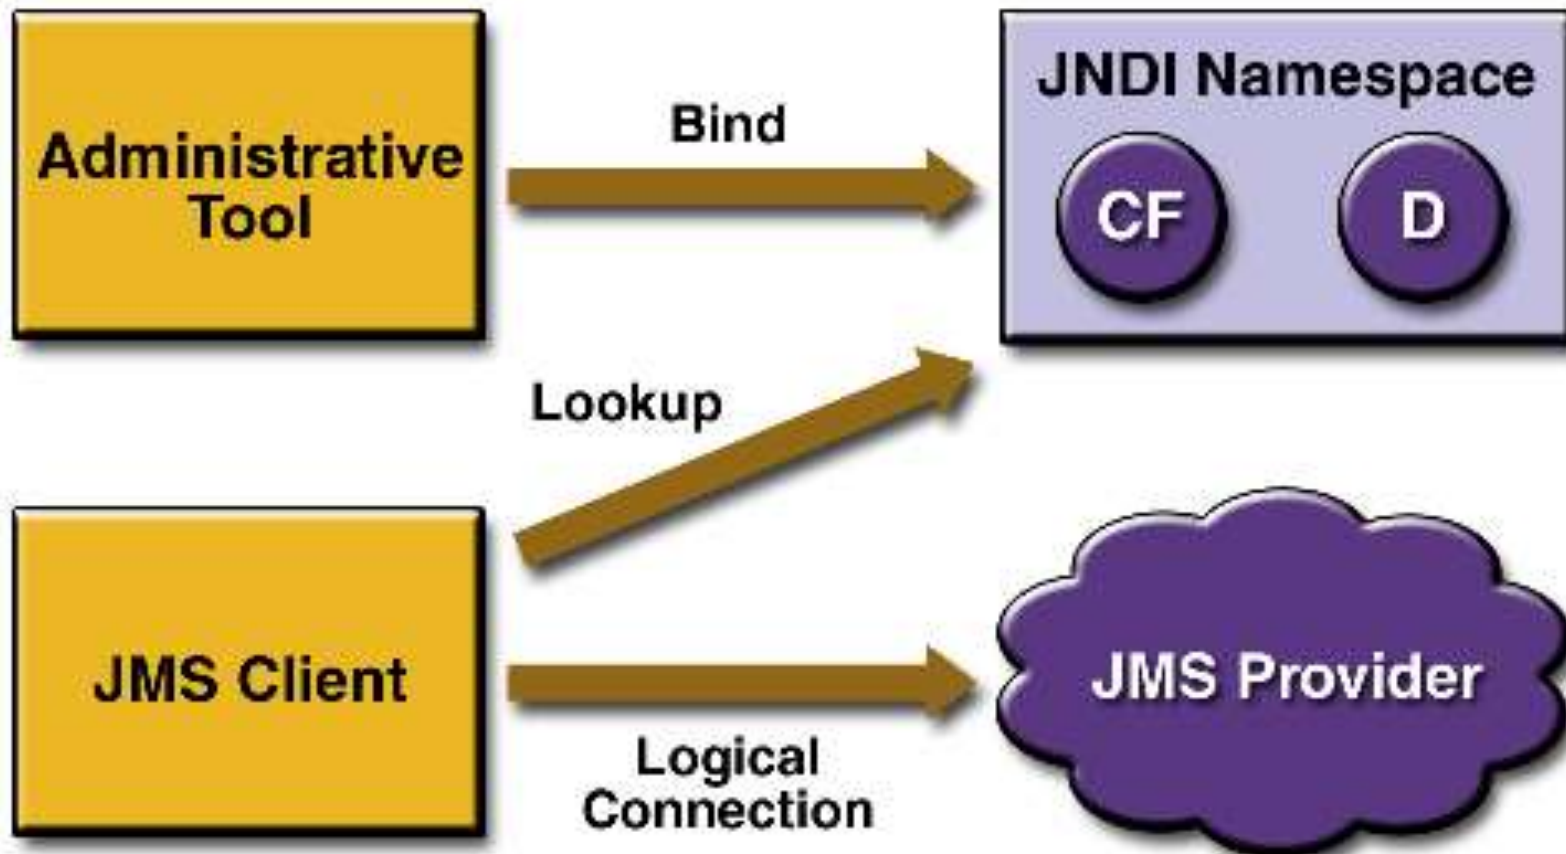 Administrative
Tool
Bind
JNDI Namespace
CF
D
Lookup
JMS Client
Logical
Connection
JMS Provider